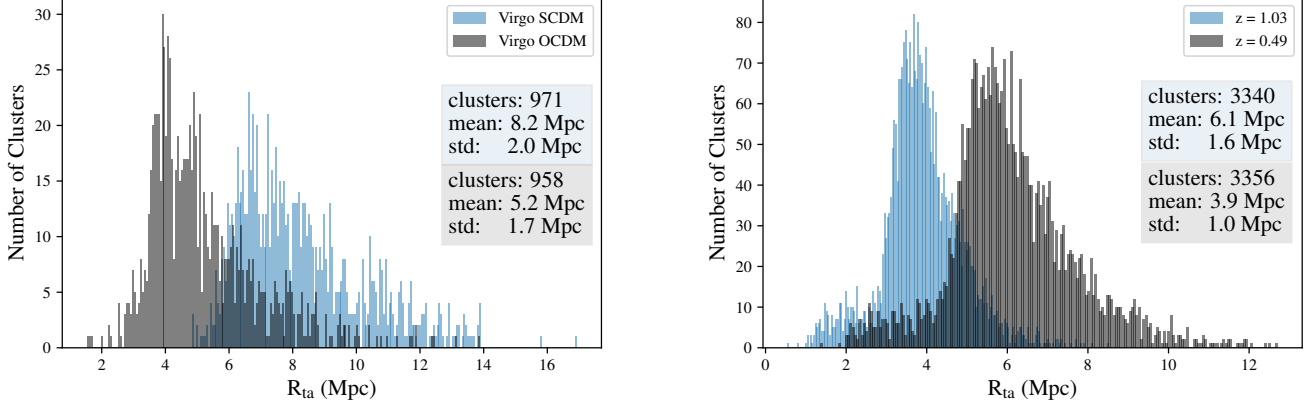 30
25
20
15
10
5
0
Number of Clusters
2
4
6
8
10
12
14
16
R_ta (Mpc)
Virgo SCDM
Virgo OCDM
clusters: 971
mean: 8.2 Mpc
std: 2.0 Mpc
clusters: 958
mean: 5.2 Mpc
std: 1.7 Mpc
80
70
60
50
40
30
20
10
0
Number of Clusters
0
2
4
6
8
10
12
R_ta (Mpc)
z = 1.03
z = 0.49
clusters: 3340
mean: 6.1 Mpc
std: 1.6 Mpc
clusters: 3356
mean: 3.9 Mpc
std: 1.0 Mpc